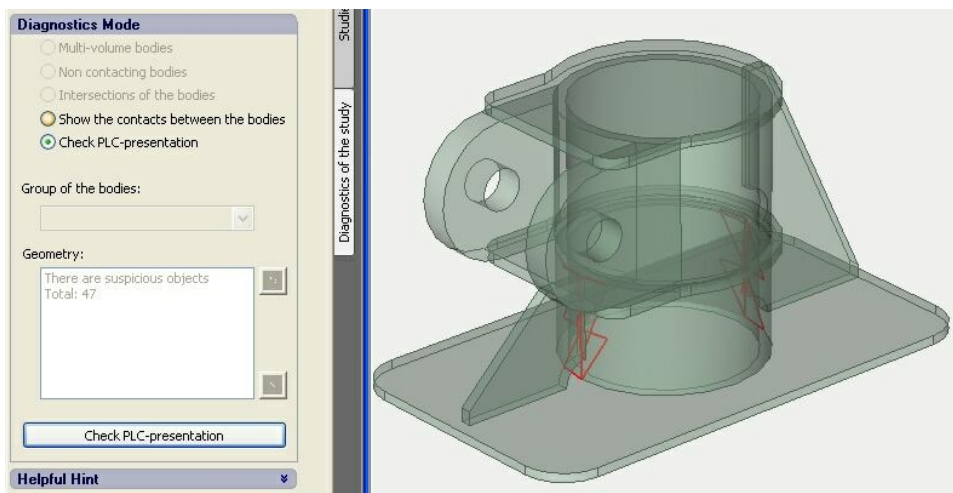 Diagnostics Mode
Multi-volume bodies
Non contacting bodies
Intersections of the bodies
Show the contacts between the bodies
Check PLC-presentation
Group of the bodies:
Geometry:
There are suspicious objects
Total: 47
Check PLC-presentation
Helpful Hint
Studie
Diagnostics of the study